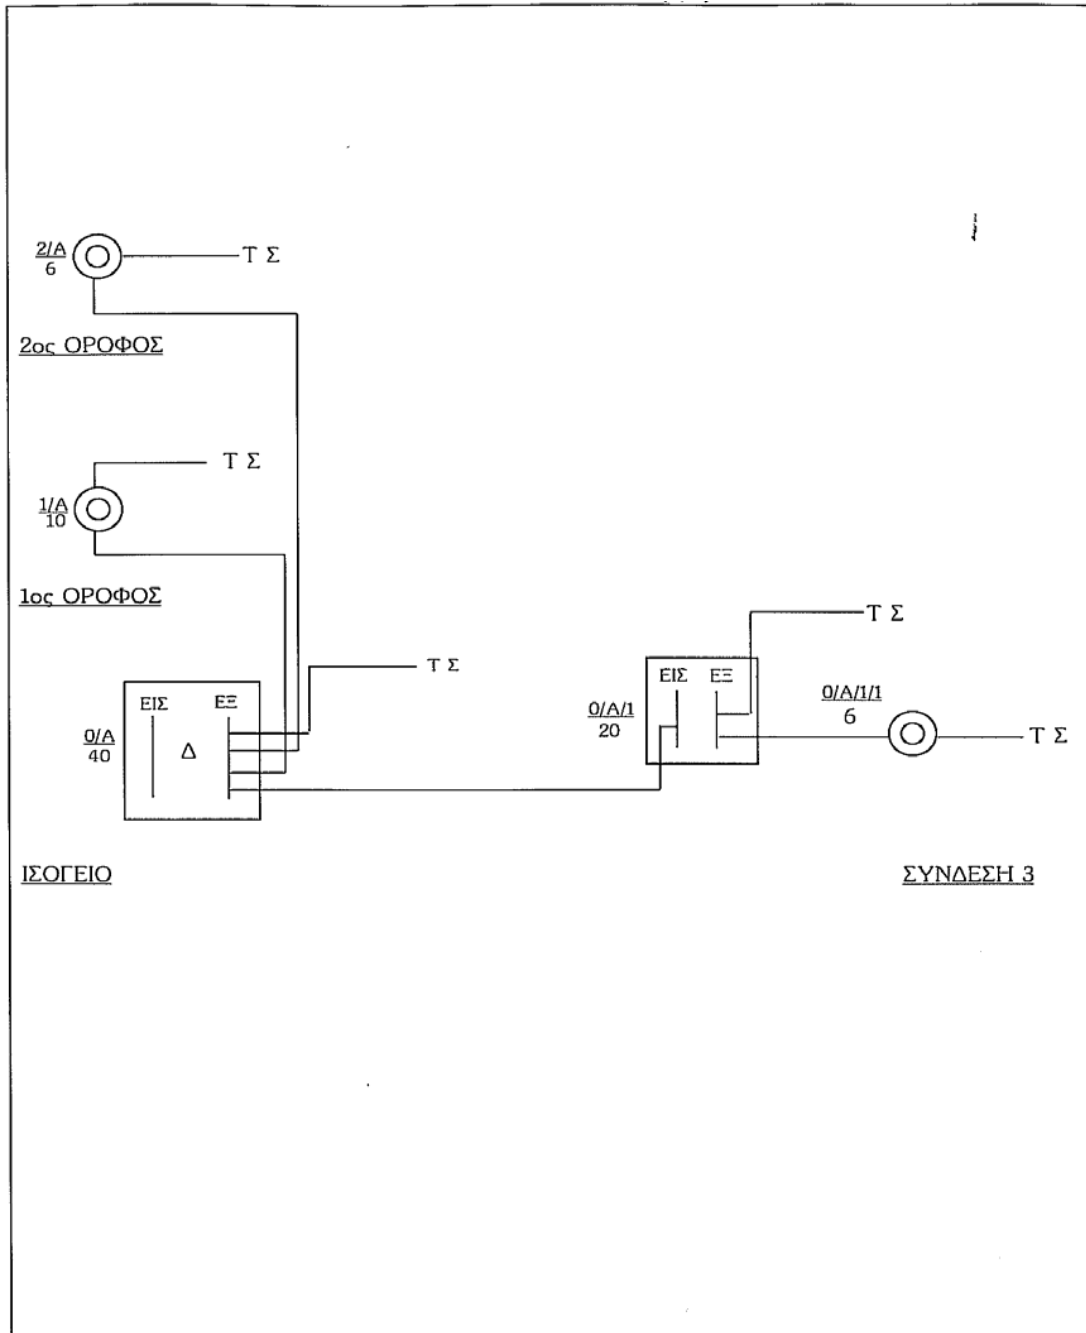 2/Α
6
Τ Σ
2ος ΟΡΟΦΟΣ
Τ Σ
1/Α
10
1ος ΟΡΟΦΟΣ
Τ Σ
Τ Σ
ΕΙΣ ΕΞ
0/Α
40
Δ
ΕΙΣ ΕΞ
0/Α/1
20
0/Α/1/1
6
Τ Σ
ΙΣΟΓΕΙΟ
ΣΥΝΔΕΣΗ 3